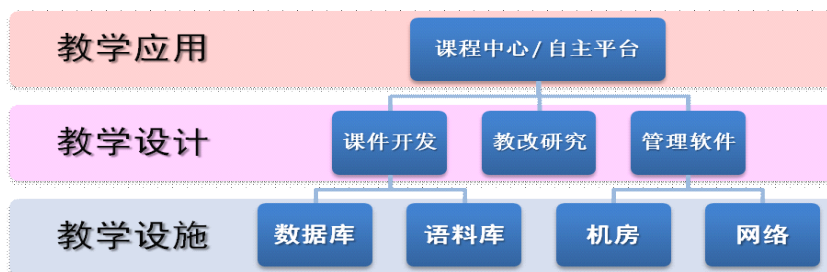 教学应用
课程中心/自主平台
教学设计
课件开发
教改研究
管理软件
教学设施
数据库
语料库
机房
网络